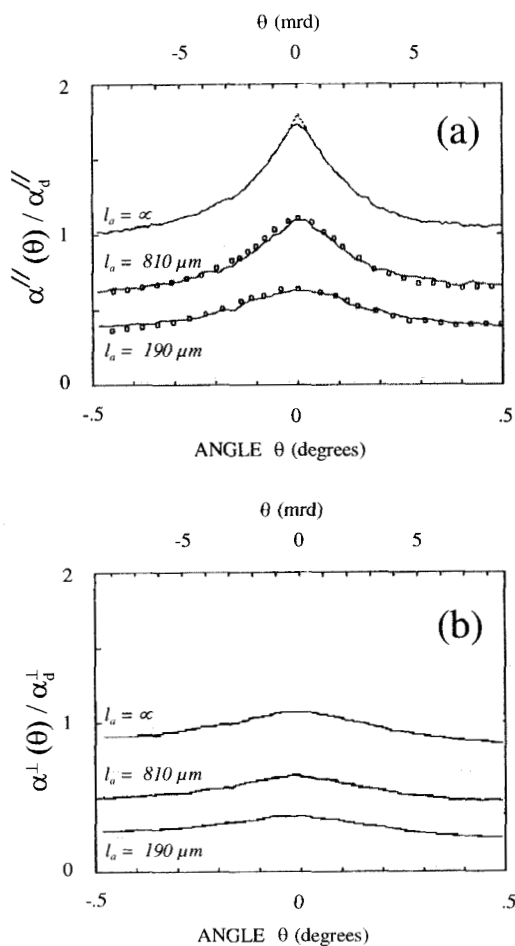 θ (mrd)
-5 0 5
2
(a)
α// (θ) / α_d//
l_a = ∝
1
l_a = 810 µm
l_a = 190 µm
0
-.5 0 .5
ANGLE θ (degrees)
θ (mrd)
-5 0 5
2
(b)
α⊥ (θ) / α_d⊥
l_a = ∝
1
l_a = 810 µm
l_a = 190 µm
0
-.5 0 .5
ANGLE θ (degrees)